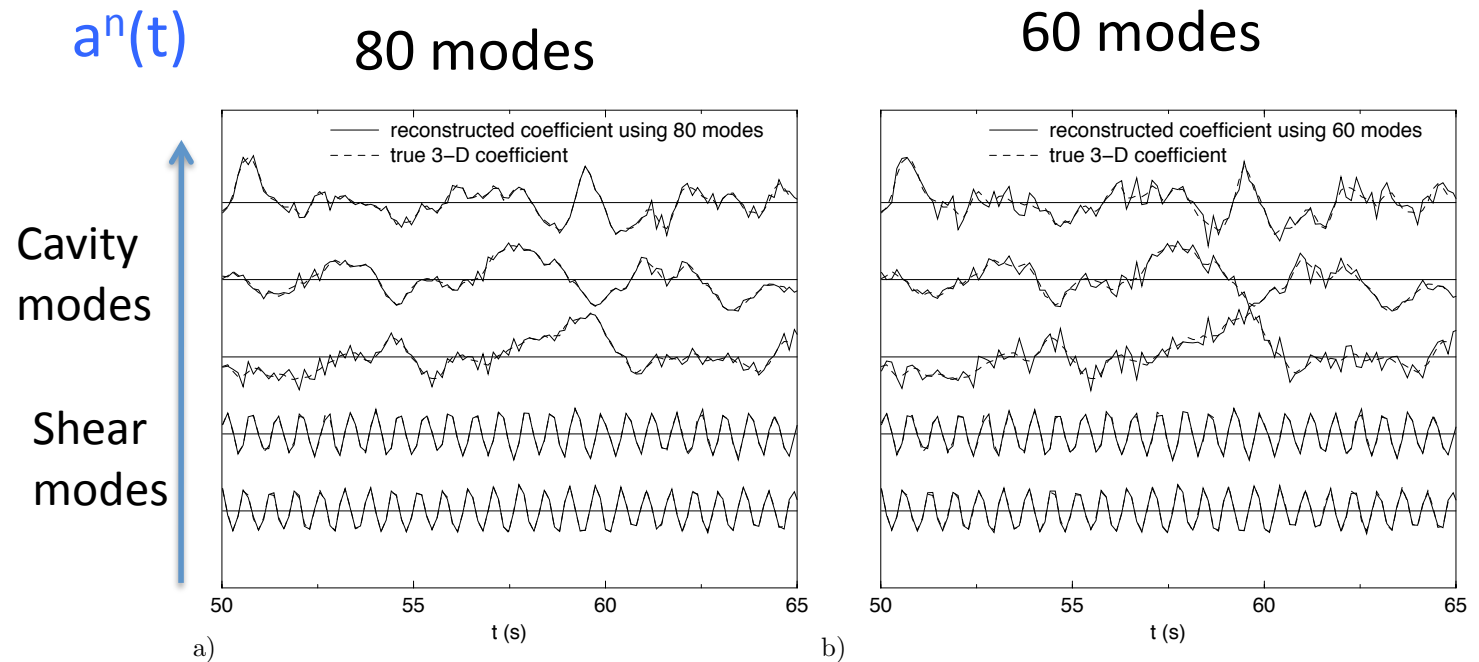 aⁿ(t)
80 modes
60 modes
reconstructed coefficient using 80 modes
true 3−D coefficient
reconstructed coefficient using 60 modes
true 3−D coefficient
Cavity
modes
Shear
modes
50 55 60 65
t (s)
a)
50 55 60 65
t (s)
b)